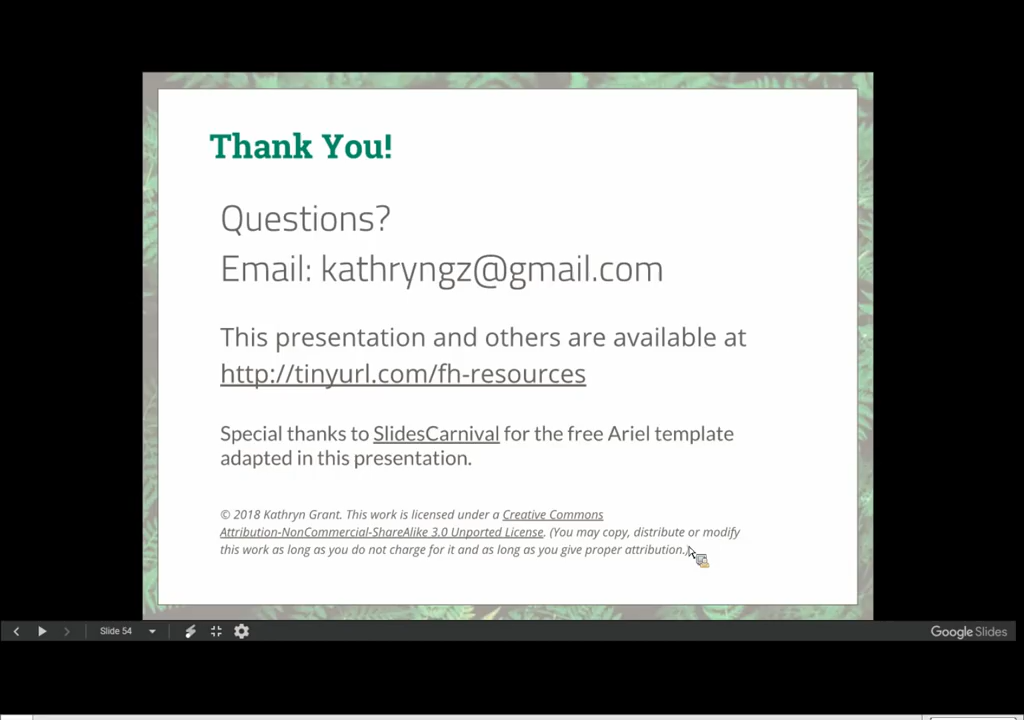 Thank You!
Questions?
Email: kathryngz@gmail.com
This presentation and others are available at
http://tinyurl.com/fh-resources
Special thanks to SlidesCarnival for the free Ariel template
adapted in this presentation.
© 2018 Kathryn Grant. This work is licensed under a Creative Commons
Attribution-NonCommercial-ShareAlike 3.0 Unported License. (You may copy, distribute or modify
this work as long as you do not charge for it and as long as you give proper attribution.)
Slide 54
Google Slides